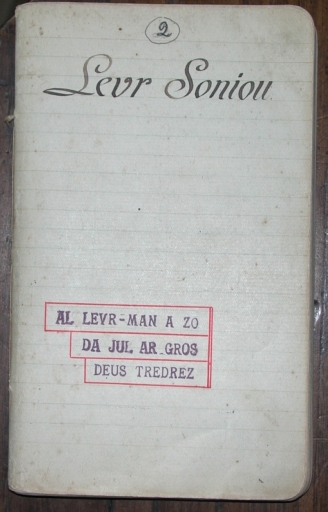 2
Levr Soniou
AL LEVR-MAN A ZO
DA JUL AR GROS
DEUS TREDREZ